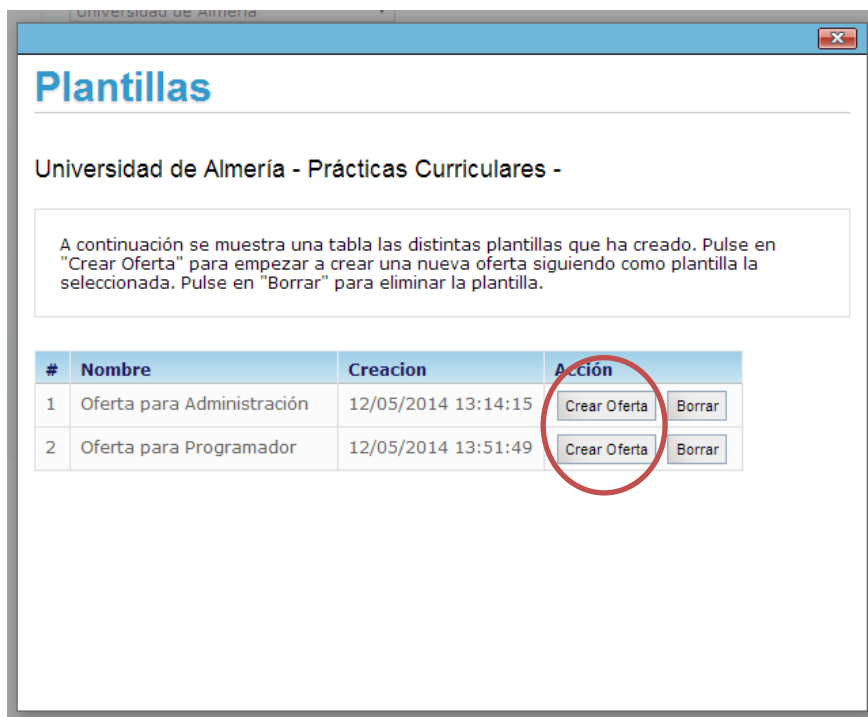 Universidad de Almería
Plantillas
Universidad de Almería - Prácticas Curriculares -
A continuación se muestra una tabla las distintas plantillas que ha creado. Pulse en
"Crear Oferta" para empezar a crear una nueva oferta siguiendo como plantilla la
seleccionada. Pulse en "Borrar" para eliminar la plantilla.
# Nombre Creacion Acción
1 Oferta para Administración 12/05/2014 13:14:15 Crear Oferta Borrar
2 Oferta para Programador 12/05/2014 13:51:49 Crear Oferta Borrar